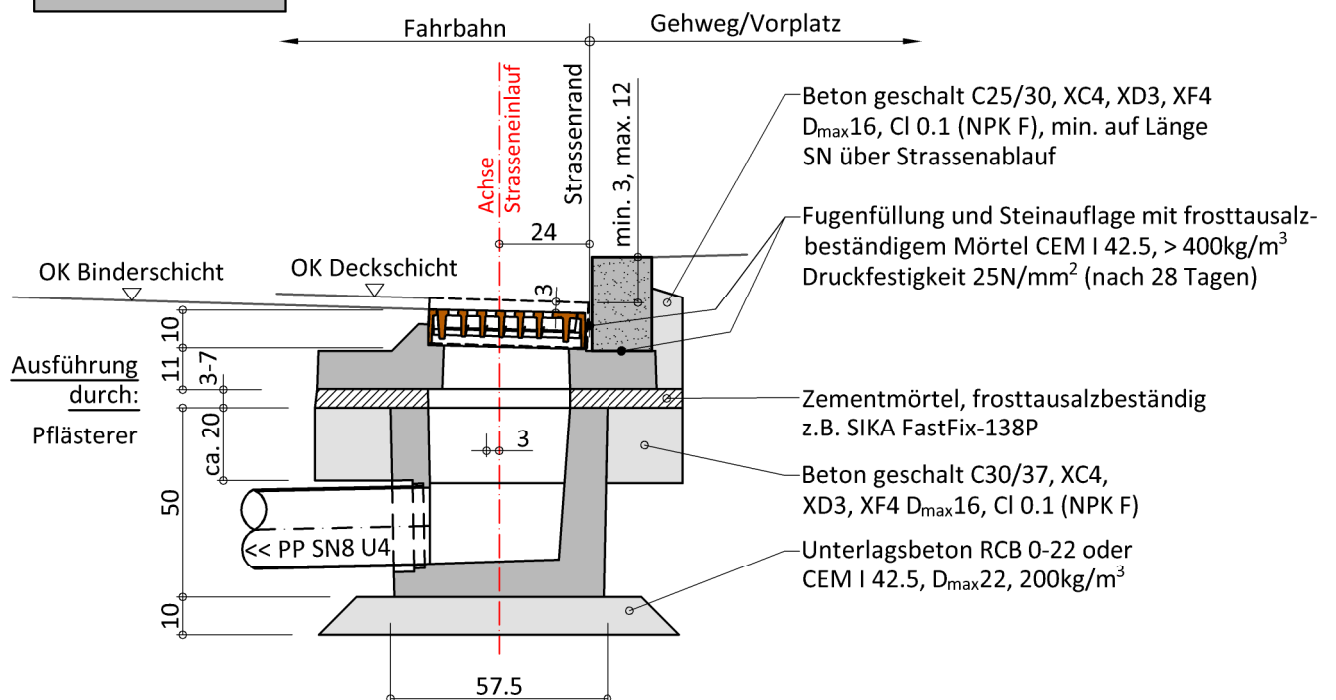 Fahrbahn
Gehweg/Vorplatz
Achse
Strasseneinlauf
Strassenrand
min. 3, max. 12
Beton geschalt C25/30, XC4, XD3, XF4
Dmax16, Cl 0.1 (NPK F), min. auf Länge
SN über Strassenablauf
24
Fugenfüllung und Steinauflage mit frosttausalz-
beständigem Mörtel CEM I 42.5, > 400kg/m³
Druckfestigkeit 25N/mm² (nach 28 Tagen)
OK Binderschicht
OK Deckschicht
3
10
11
3-7
Ausführung
durch:
Pflästerer
Zementmörtel, frosttausalzbeständig
z.B. SIKA FastFix-138P
ca. 20
3
50
Beton geschalt C30/37, XC4,
XD3, XF4 Dmax16, Cl 0.1 (NPK F)
<< PP SN8 U4
Unterlagsbeton RCB 0-22 oder
CEM I 42.5, Dmax22, 200kg/m³
10
57.5